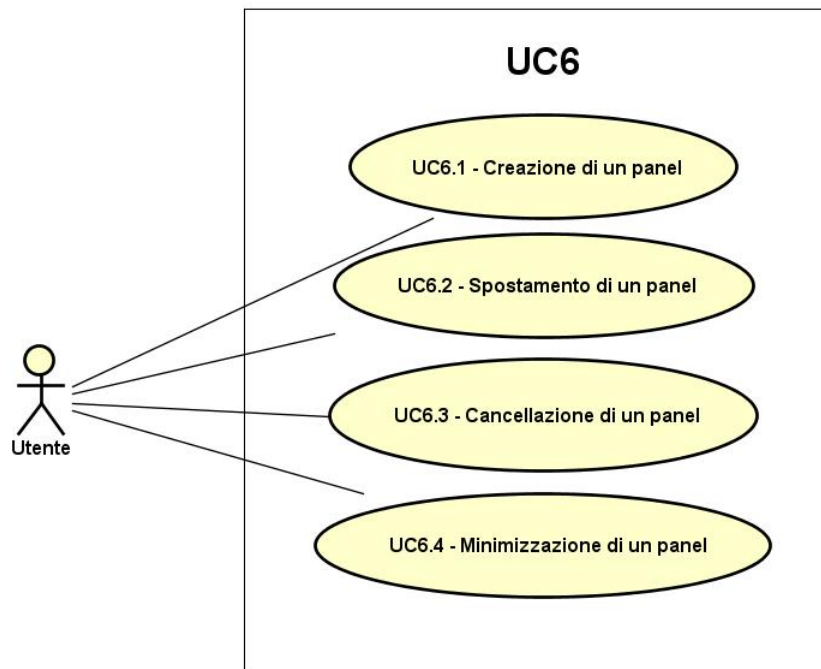 UC6
UC6.1 - Creazione di un panel
UC6.2 - Spostamento di un panel
UC6.3 - Cancellazione di un panel
Utente
UC6.4 - Minimizzazione di un panel